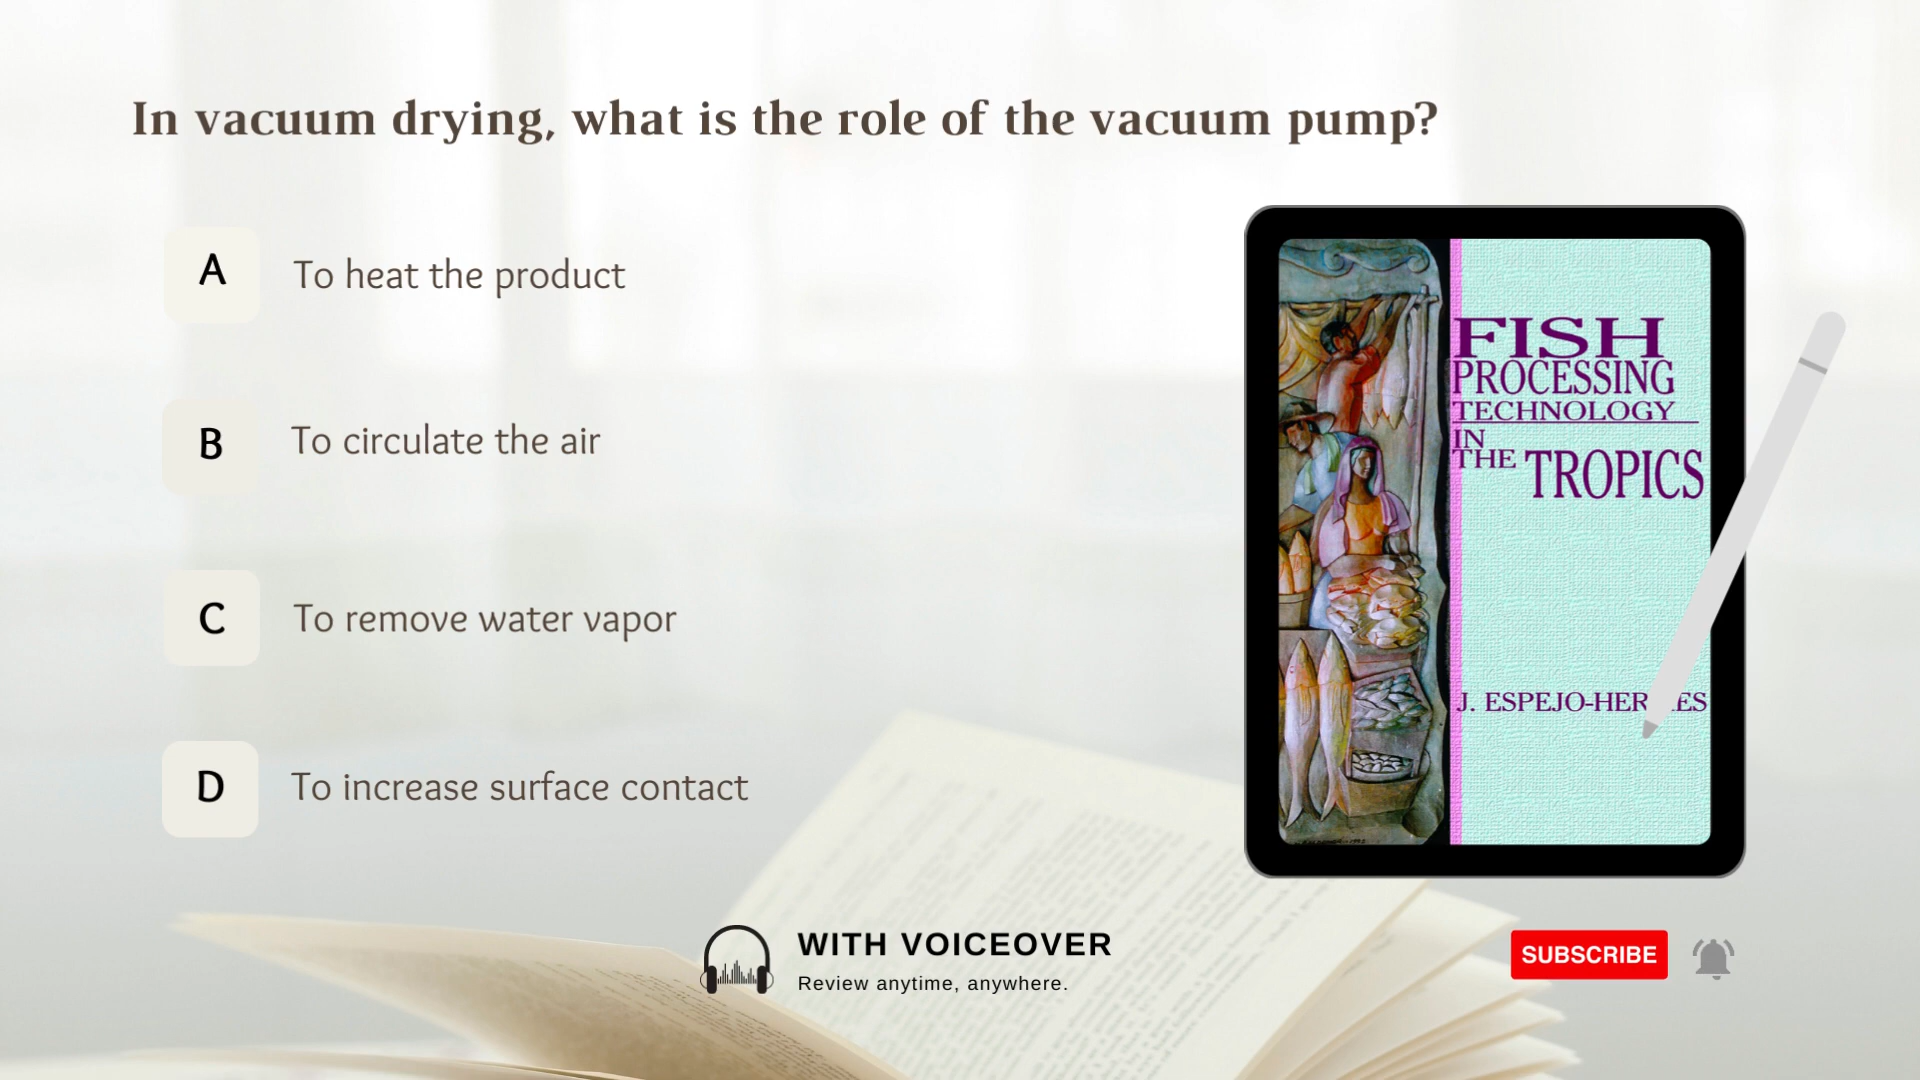 In vacuum drying, what is the role of the vacuum pump?
A
To heat the product
B
To circulate the air
C
To remove water vapor
D
To increase surface contact
FISH
PROCESSING
TECHNOLOGY
IN
THE TROPICS
J. ESPEJO-HER ES
WITH VOICEOVER
Review anytime, anywhere.
SUBSCRIBE